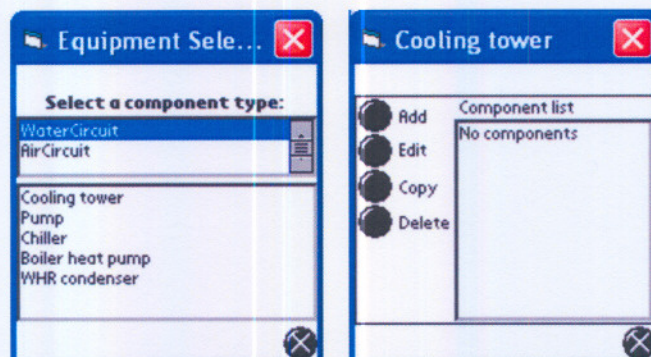 Equipment Sele...
Select a component type:
WaterCircuit
AirCircuit
Cooling tower
Pump
Chiller
Boiler heat pump
WHR condenser
Cooling tower
Add
Edit
Copy
Delete
Component list
No components